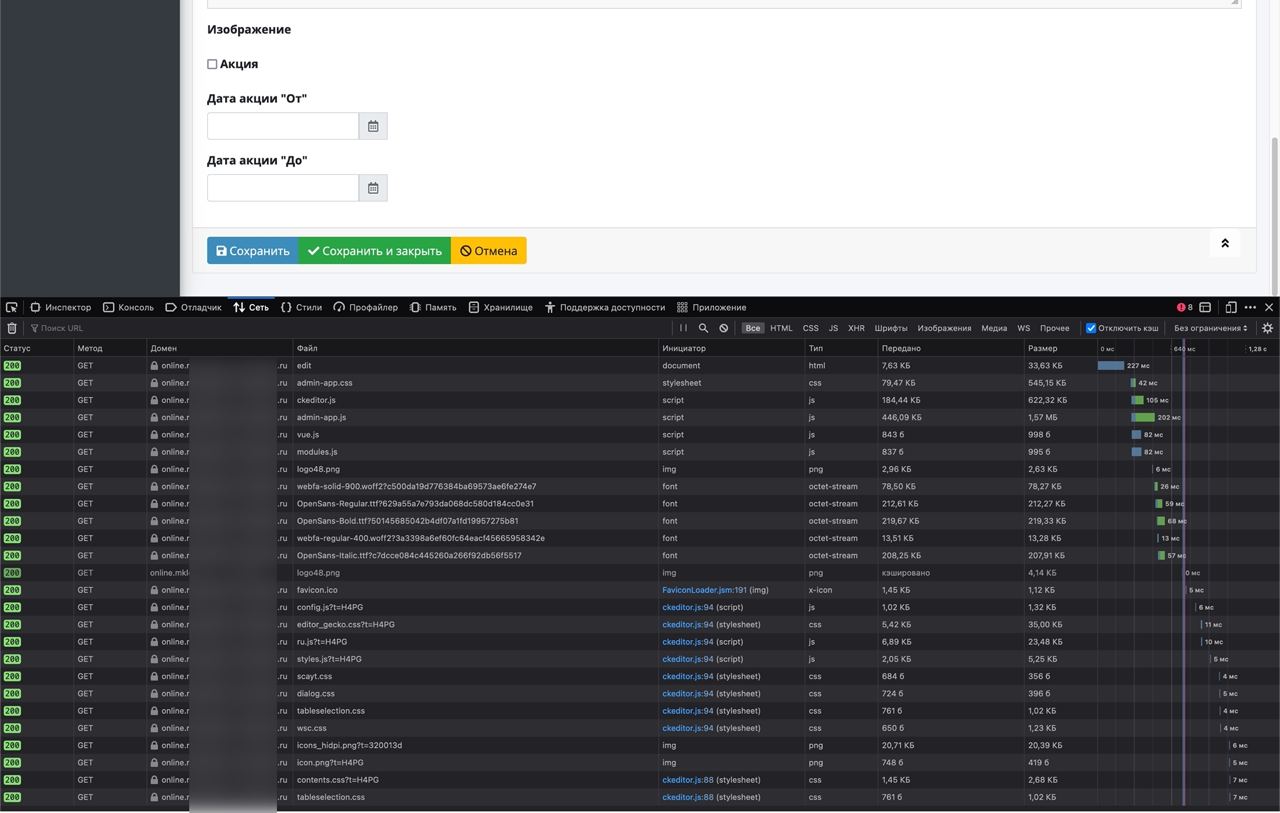 Изображение
Акция
Дата акции "От"
Дата акции "До"
Сохранить Сохранить и закрыть Отмена
Инспектор Консоль Отладчик Сеть Стили Профайлер Память Хранилище Поддержка доступности Приложение 8
Поиск URL Все HTML CSS JS XHR Шрифты Изображения Медиа WS Прочее Отключить кэш Без ограничения
Статус Метод Домен Файл Инициатор Тип Передано Размер 0 мс 640 мс 1,28 с
200 GET online.r .ru edit document html 7,63 КБ 33,63 КБ 227 мс
200 GET online.r .ru admin-app.css stylesheet css 79,47 КБ 545,15 КБ 42 мс
200 GET online.r .ru ckeditor.js script js 184,44 КБ 622,32 КБ 105 мс
200 GET online.r .ru admin-app.js script js 446,09 КБ 1,57 МБ 202 мс
200 GET online.r .ru vue.js script js 843 б 998 б 82 мс
200 GET online.r .ru modules.js script js 837 б 995 б 82 мс
200 GET online.r .ru logo48.png img png 2,96 КБ 2,63 КБ 6 мс
200 GET online.r .ru webfa-solid-900.woff2?c500da19d776384ba69573ae6fe274e7 font octet-stream 78,50 КБ 78,27 КБ 26 мс
200 GET online.r .ru OpenSans-Regular.ttf?629a55a7e793da068dc580d184cc0e31 font octet-stream 212,61 КБ 212,27 КБ 59 мс
200 GET online.r .ru OpenSans-Bold.ttf?50145685042b4df07a1fd19957275b81 font octet-stream 219,67 КБ 219,33 КБ 68 мс
200 GET online.r .ru webfa-regular-400.woff2?3a3398a6ef60fc64eacf45665958342e font octet-stream 13,51 КБ 13,28 КБ 13 мс
200 GET online.r .ru OpenSans-Italic.ttf?c7dcce084c445260a266f92db56f5517 font octet-stream 208,25 КБ 207,91 КБ 57 мс
200 GET online.mkl .ru logo48.png img png кэшировано 4,14 КБ 0 мс
200 GET online.r .ru favicon.ico FaviconLoader.jsm:191 (img) x-icon 1,45 КБ 1,12 КБ 5 мс
200 GET online.r .ru config.js?t=H4PG ckeditor.js:94 (script) js 1,02 КБ 1,32 КБ 6 мс
200 GET online.r .ru editor_gecko.css?t=H4PG ckeditor.js:94 (stylesheet) css 5,42 КБ 35,00 КБ 11 мс
200 GET online.r .ru ru.js?t=H4PG ckeditor.js:94 (script) js 6,89 КБ 23,48 КБ 10 мс
200 GET online.r .ru styles.js?t=H4PG ckeditor.js:94 (script) js 2,05 КБ 5,25 КБ 5 мс
200 GET online.r .ru scayt.css ckeditor.js:94 (stylesheet) css 684 б 356 б 4 мс
200 GET online.r .ru dialog.css ckeditor.js:94 (stylesheet) css 724 б 396 б 5 мс
200 GET online.r .ru tableselection.css ckeditor.js:94 (stylesheet) css 761 б 1,02 КБ 4 мс
200 GET online.r .ru wsc.css ckeditor.js:94 (stylesheet) css 650 б 1,23 КБ 4 мс
200 GET online.r .ru icons_hidpi.png?t=320013d img png 20,71 КБ 20,39 КБ 6 мс
200 GET online.r .ru icon.png?t=H4PG img png 748 б 419 б 5 мс
200 GET online.r .ru contents.css?t=H4PG ckeditor.js:88 (stylesheet) css 1,45 КБ 2,68 КБ 7 мс
200 GET online.r .ru tableselection.css ckeditor.js:88 (stylesheet) css 761 б 1,02 КБ 7 мс